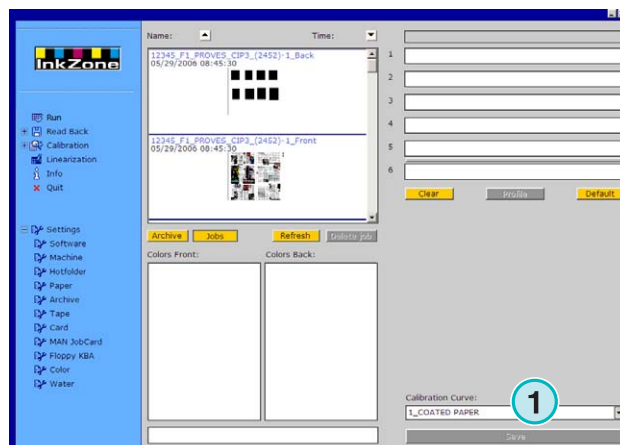 InkZone
Run
Read Back
Calibration
Linearization
Info
Quit
Settings
Software
Machine
Hotfolder
Paper
Archive
Tape
Card
MAN JobCard
Floppy KBA
Color
Water
Name:
Time:
12345_F1_PROVES_CIP3_(2452)-1_Back
05/29/2006 08:45:30
12345_F1_PROVES_CIP3_(2452)-1_Front
05/29/2006 08:45:30
Archive
Jobs
Refresh
Delete job
Colors Front:
Colors Back:
1
2
3
4
5
6
Clear
Profile
Default
Calibration Curve:
1
1_COATED PAPER
Save